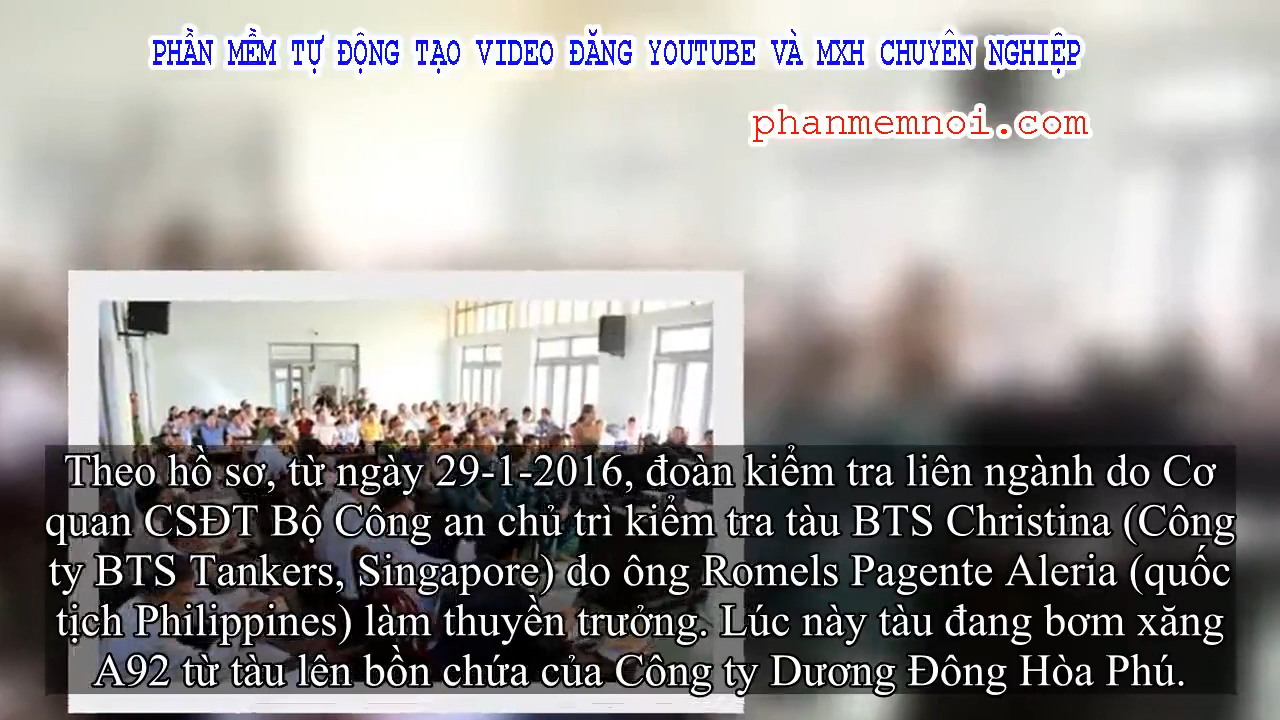 PHẦN MỀM TỰ ĐỘNG TẠO VIDEO ĐĂNG YOUTUBE VÀ MXH CHUYÊN NGHIỆP
phanmemnoi.com
Theo hồ sơ, từ ngày 29-1-2016, đoàn kiểm tra liên ngành do Cơ
quan CSĐT Bộ Công an chủ trì kiểm tra tàu BTS Christina (Công
ty BTS Tankers, Singapore) do ông Romels Pagente Aleria (quốc
tịch Philippines) làm thuyền trưởng. Lúc này tàu đang bơm xăng
A92 từ tàu lên bồn chứa của Công ty Dương Đông Hòa Phú.